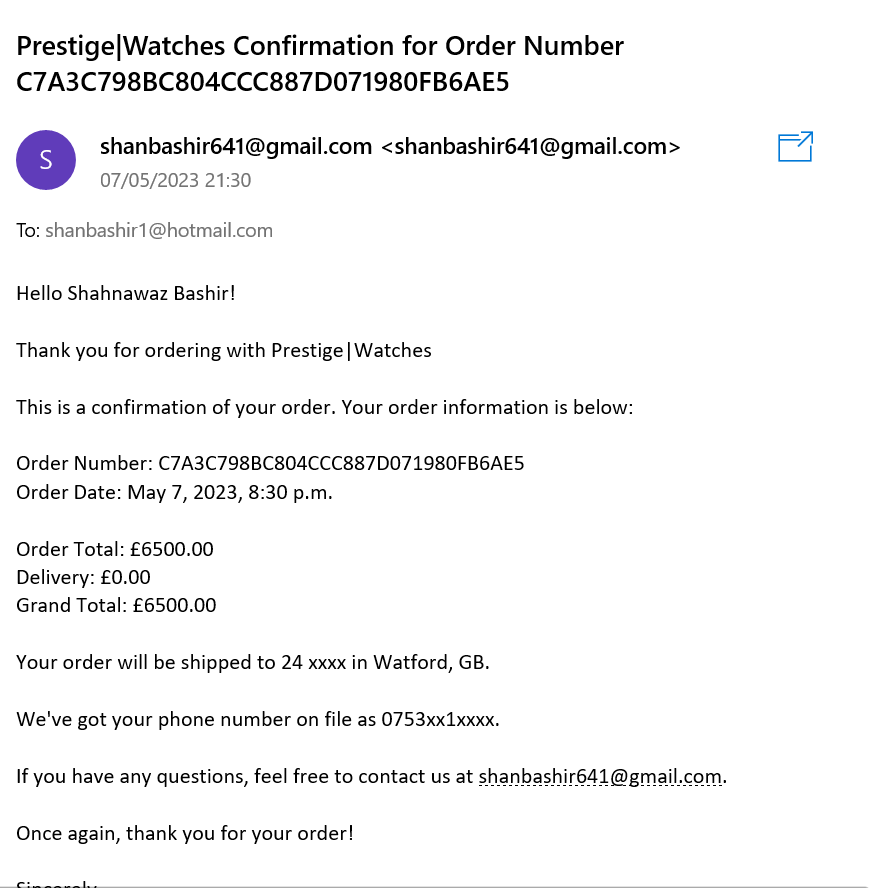 Prestige|Watches Confirmation for Order Number
C7A3C798BC804CCC887D071980FB6AE5
S
shanbashir641@gmail.com <shanbashir641@gmail.com>
07/05/2023 21:30
To: shanbashir1@hotmail.com
Hello Shahnawaz Bashir!
Thank you for ordering with Prestige|Watches
This is a confirmation of your order. Your order information is below:
Order Number: C7A3C798BC804CCC887D071980FB6AE5
Order Date: May 7, 2023, 8:30 p.m.
Order Total: £6500.00
Delivery: £0.00
Grand Total: £6500.00
Your order will be shipped to 24 xxxx in Watford, GB.
We've got your phone number on file as 0753xx1xxxx.
If you have any questions, feel free to contact us at shanbashir641@gmail.com.
Once again, thank you for your order!
Sincerely